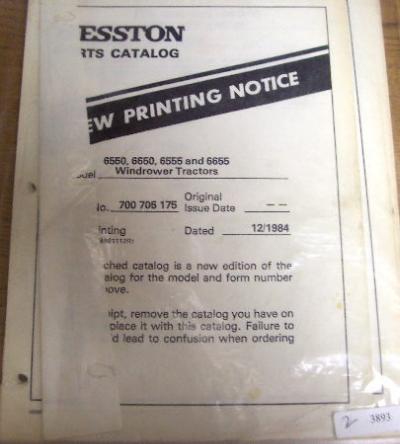 ESSTON
RTS CATALOG
EW PRINTING NOTICE
6550, 6650, 6555 and 6655
del Windrower Tractors
Original
lo. 700 706 175 Issue Date - -
inting Dated 12/1984
ched catalog is a new edition of the
alog for the model and form number
ove.
ipt, remove the catalog you have on
place it with this catalog. Failure to
d lead to confusion when ordering
2 3893